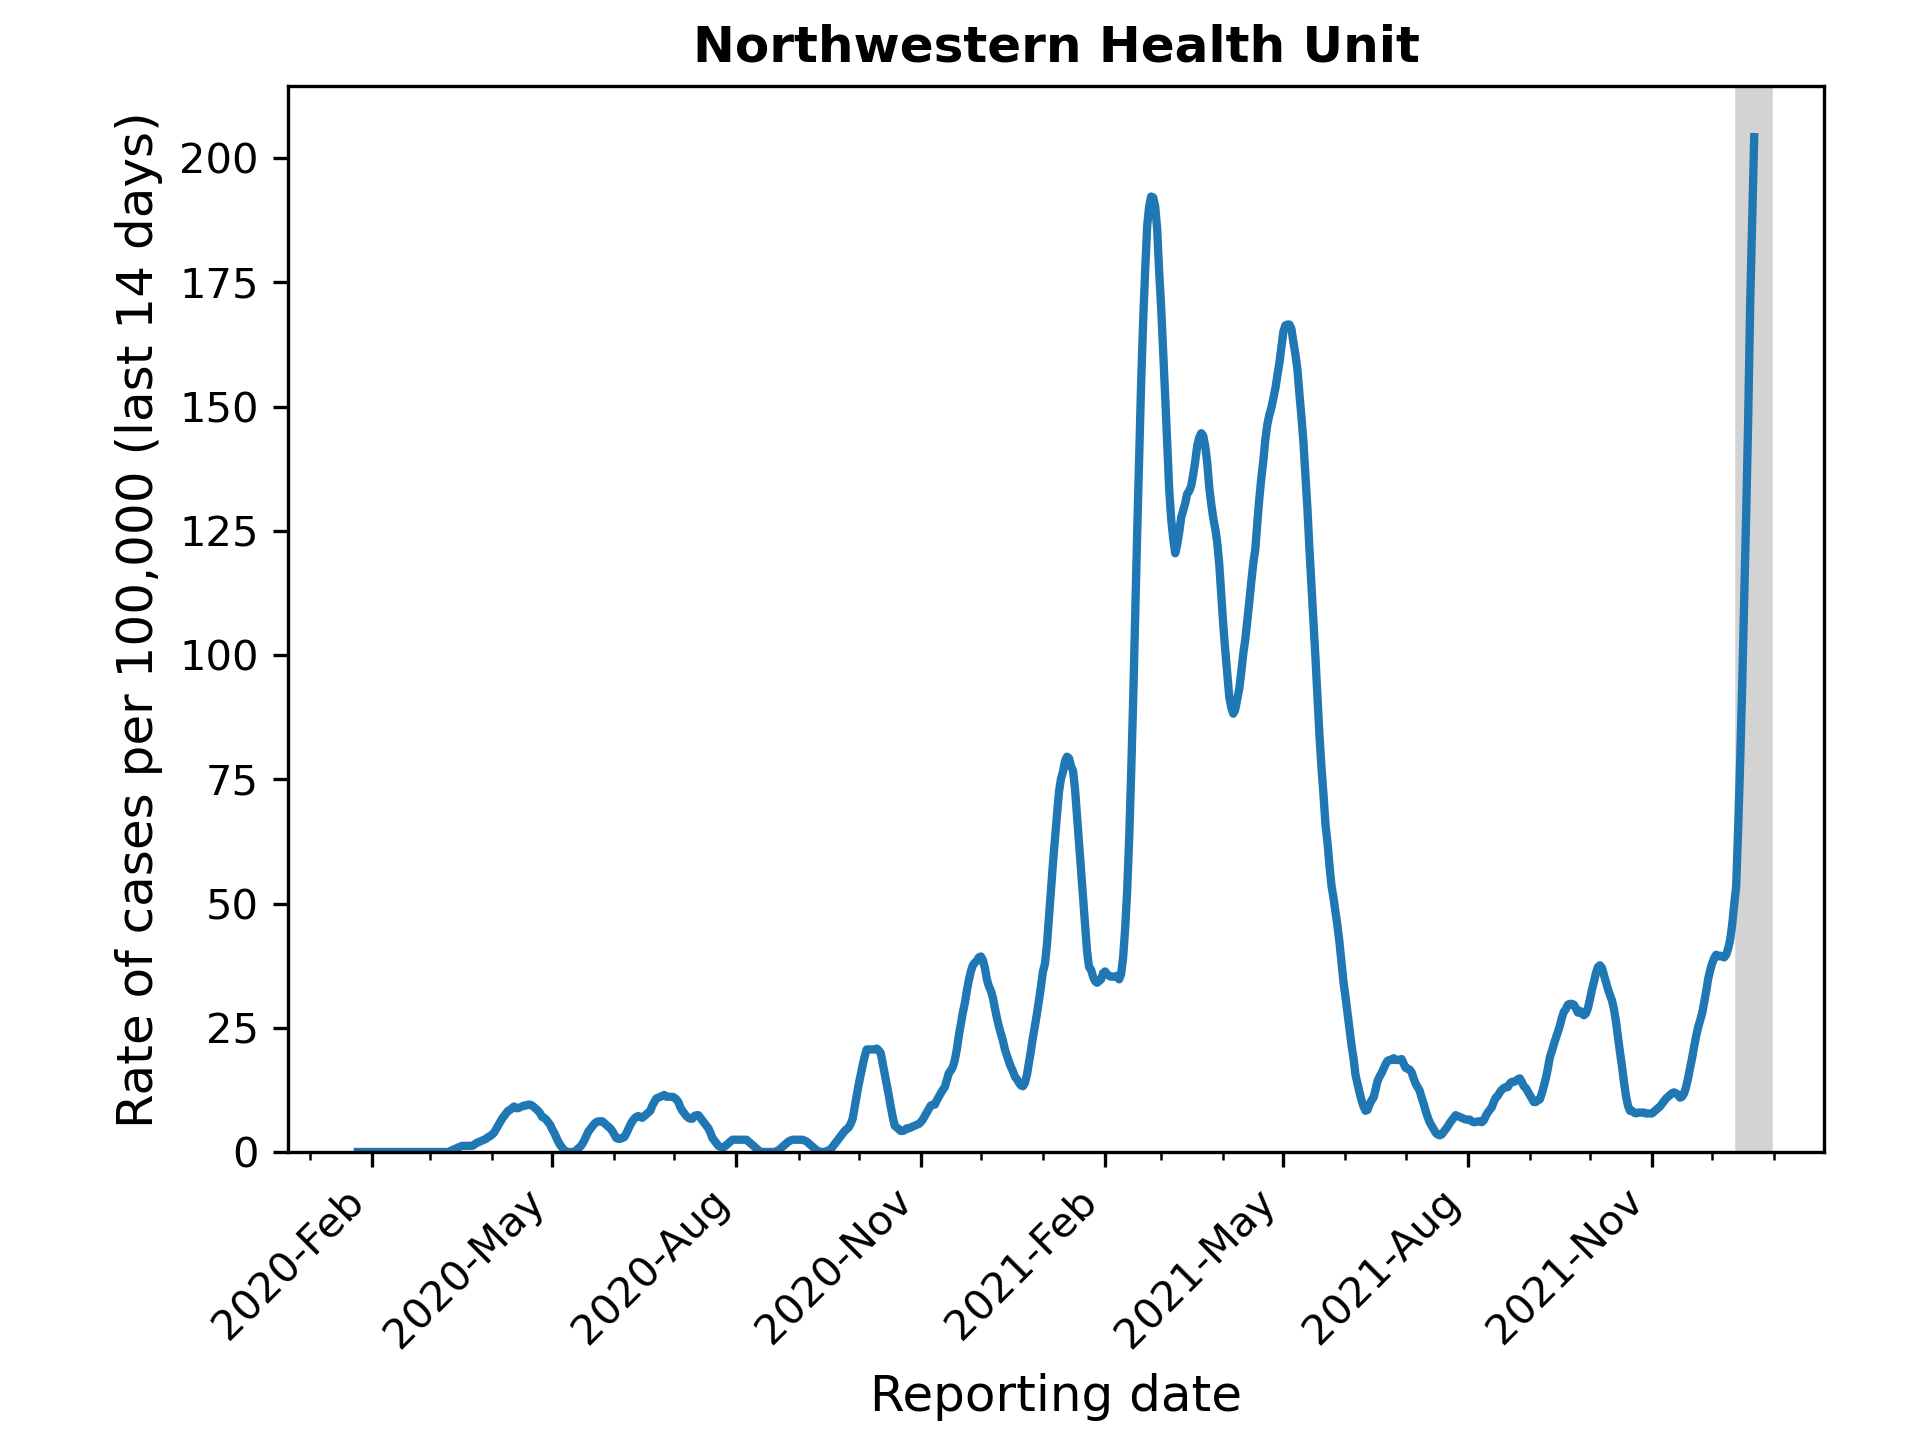 Northwestern Health Unit
Rate of cases per 100,000 (last 14 days)
200
175
150
125
100
75
50
25
0
2020-Feb
2020-May
2020-Aug
2020-Nov
2021-Feb
2021-May
2021-Aug
2021-Nov
Reporting date